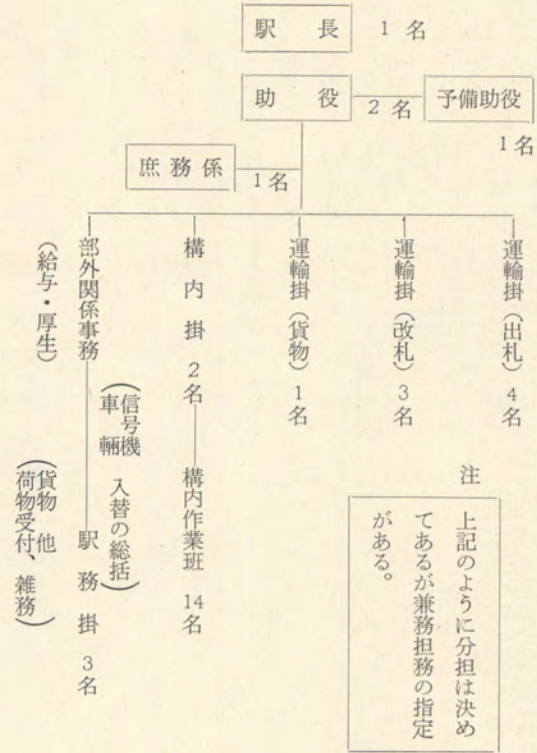 駅長 1名
助役 2名 予備助役 1名
庶務係 1名
運輸掛(出札) 4名
運輸掛(改札) 3名
運輸掛(貨物) 1名
構内掛 2名 構内作業班 14名
(信号機 入替の総括
車輛)
部外関係事務 駅務掛 3名
(給与・厚生)
(貨物 他
荷物受付、雑務)
注
上記のように分担は決め
てあるが兼務担務の指定
がある。